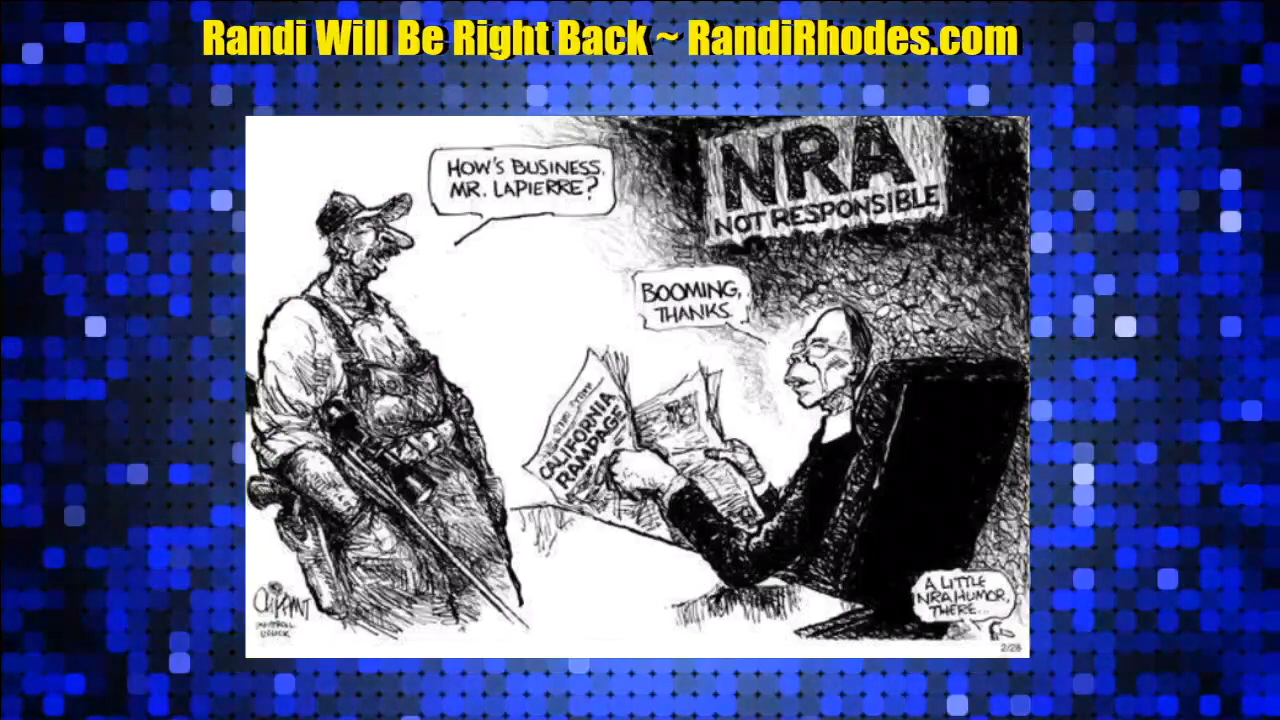 Randi Will Be Right Back ~ RandiRhodes.com
HOW'S BUSINESS,
MR. LAPIERRE?
NRA
NOT RESPONSIBLE
BOOMING,
THANKS.
CALIFORNIA
RAMPAGE
A LITTLE
NRA HUMOR,
THERE...
OLIPHANT
2/28